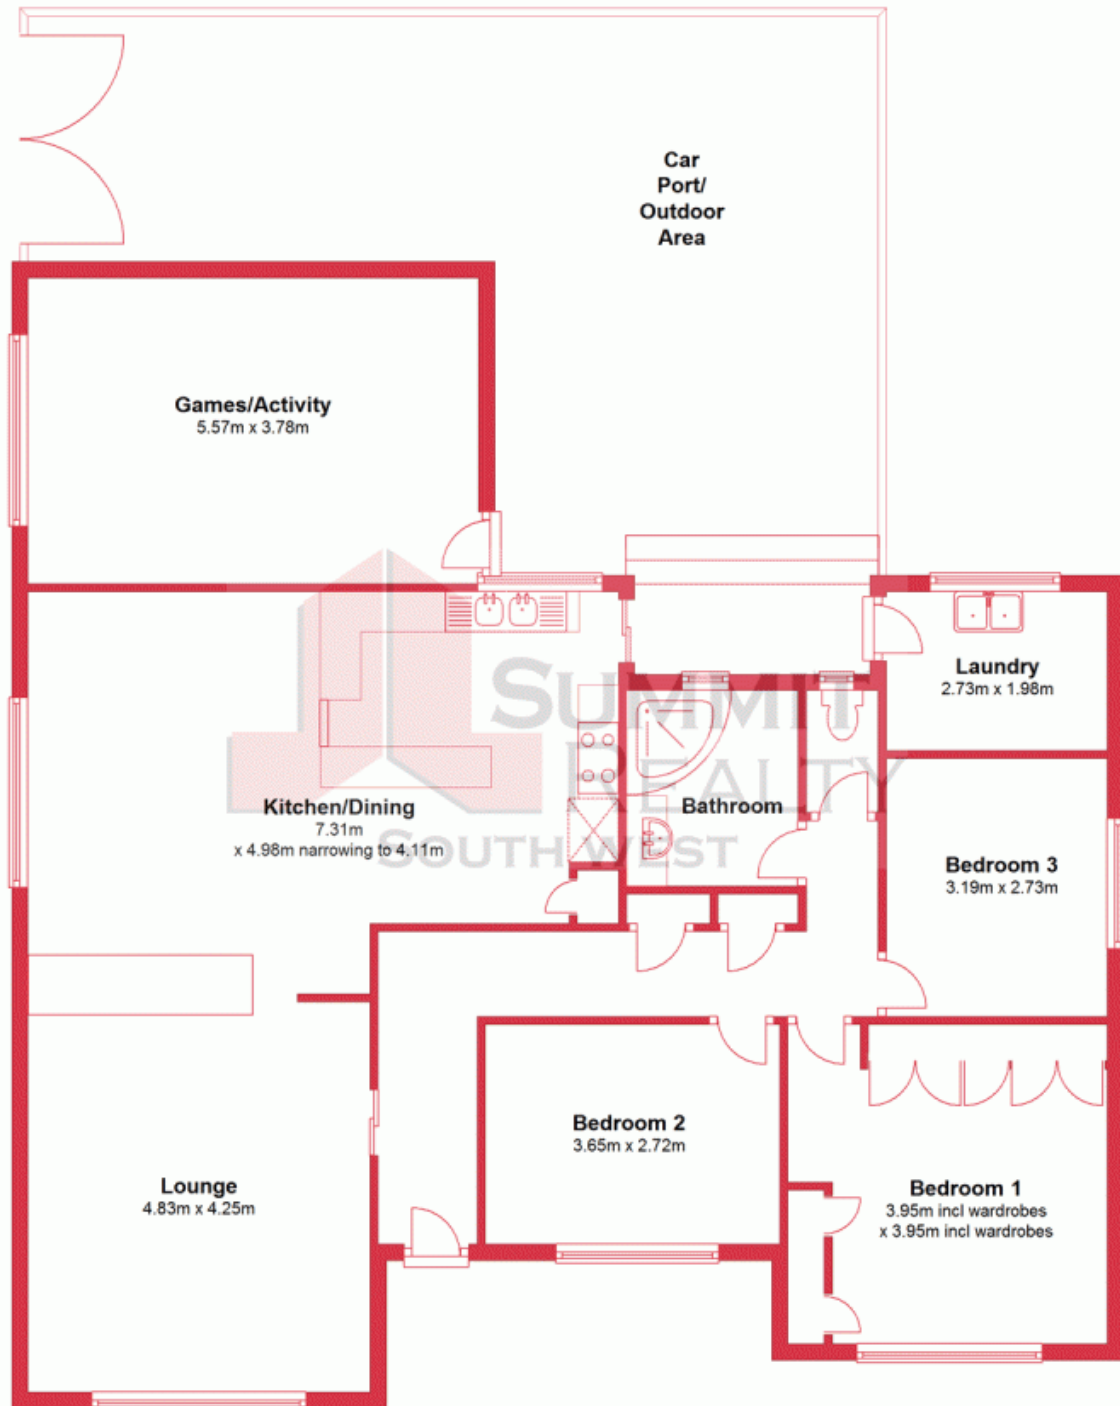 Car
Port/
Outdoor
Area
Games/Activity
5.57m x 3.78m
SUMMIT
REALTY
SOUTH WEST
Laundry
2.73m x 1.98m
Kitchen/Dining
7.31m
x 4.98m narrowing to 4.11m
Bathroom
Bedroom 3
3.19m x 2.73m
Bedroom 2
3.65m x 2.72m
Lounge
4.83m x 4.25m
Bedroom 1
3.95m incl wardrobes
x 3.95m incl wardrobes